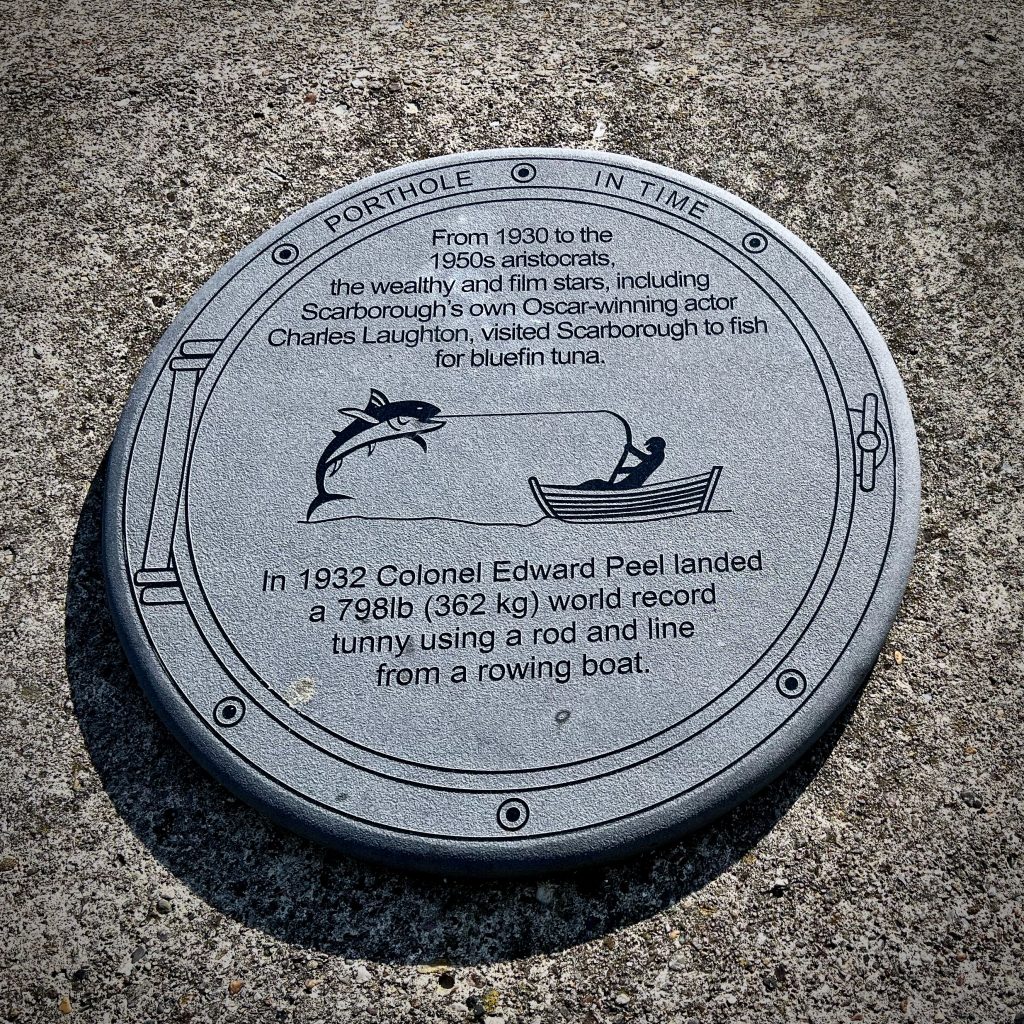 PORTHOLE IN TIME
From 1930 to the
1950s aristocrats,
the wealthy and film stars, including
Scarborough's own Oscar-winning actor
Charles Laughton, visited Scarborough to fish
for bluefin tuna.
In 1932 Colonel Edward Peel landed
a 798lb (362 kg) world record
tunny using a rod and line
from a rowing boat.